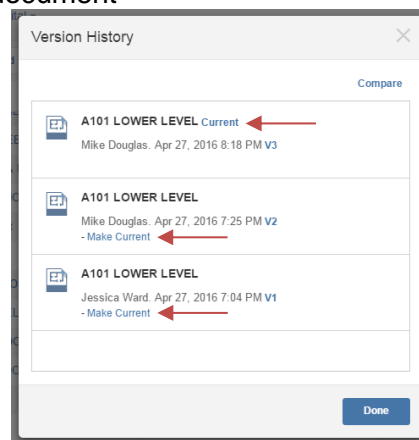 document
Version History
Compare
A101 LOWER LEVEL Current
Mike Douglas. Apr 27, 2016 8:18 PM V3
A101 LOWER LEVEL
Mike Douglas. Apr 27, 2016 7:25 PM V2
- Make Current
A101 LOWER LEVEL
Jessica Ward. Apr 27, 2016 7:04 PM V1
- Make Current
Done